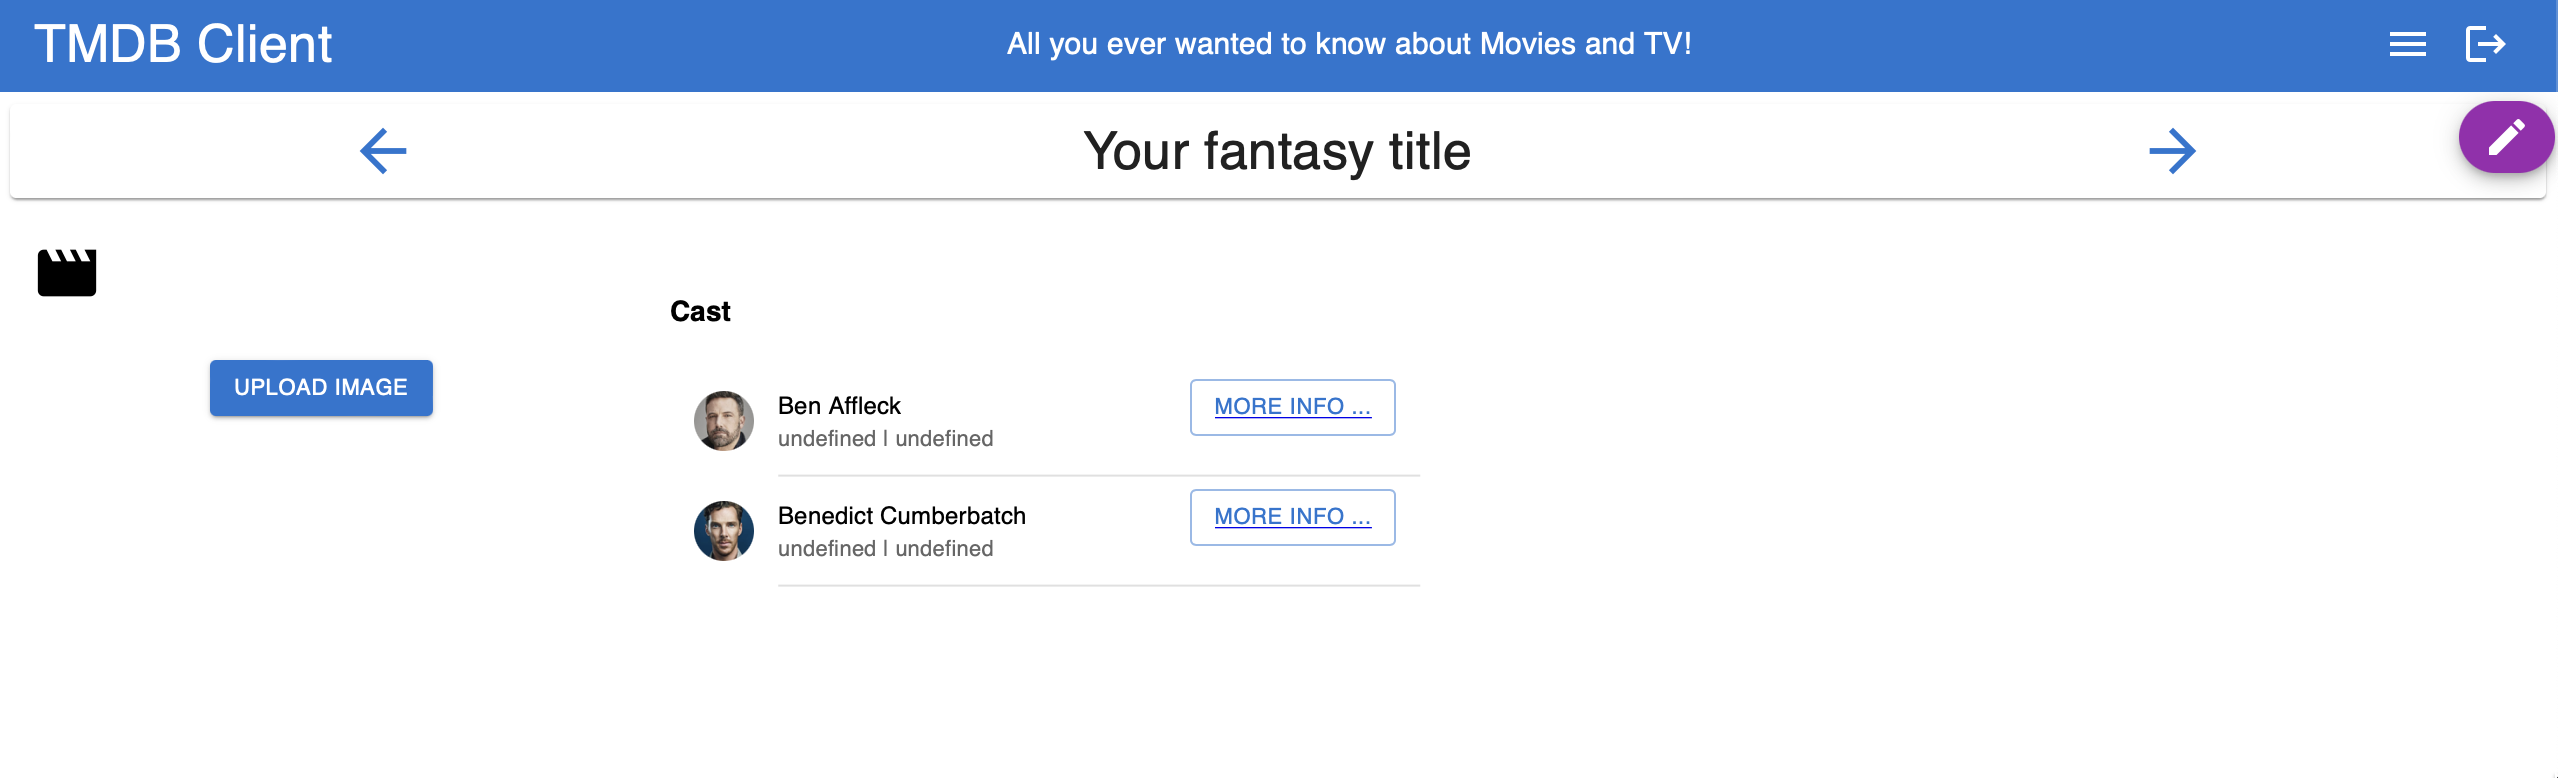 TMDB Client
All you ever wanted to know about Movies and TV!
Your fantasy title
Cast
UPLOAD IMAGE
Ben Affleck
undefined | undefined
MORE INFO ...
Benedict Cumberbatch
undefined | undefined
MORE INFO ...